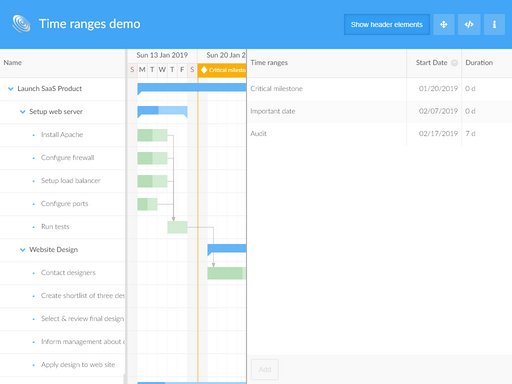 Time ranges demo
Show header elements
Name
Sun 13 Jan 2019
Sun 20 Jan 2
S M T W T F S
Critical milesto
Time ranges
Start Date
Duration
Launch SaaS Product
Critical milestone 01/20/2019 0 d
Setup web server
Important date 02/07/2019 0 d
Install Apache
Audit 02/17/2019 7 d
Configure firewall
Setup load balancer
Configure ports
Run tests
Website Design
Contact designers
Create shortlist of three des
Select & review final design
Inform management about
Apply design to web site
Add